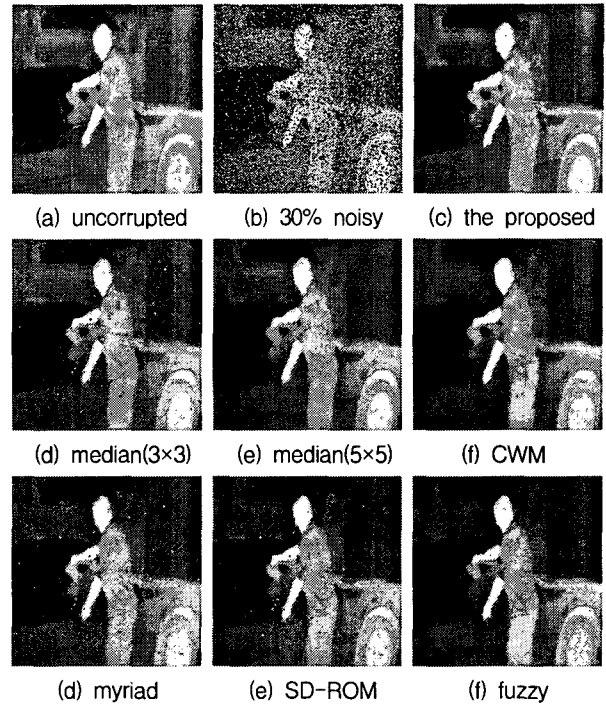 (a) uncorrupted (b) 30% noisy (c) the proposed
(d) median(3×3) (e) median(5×5) (f) CWM
(d) myriad (e) SD-ROM (f) fuzzy